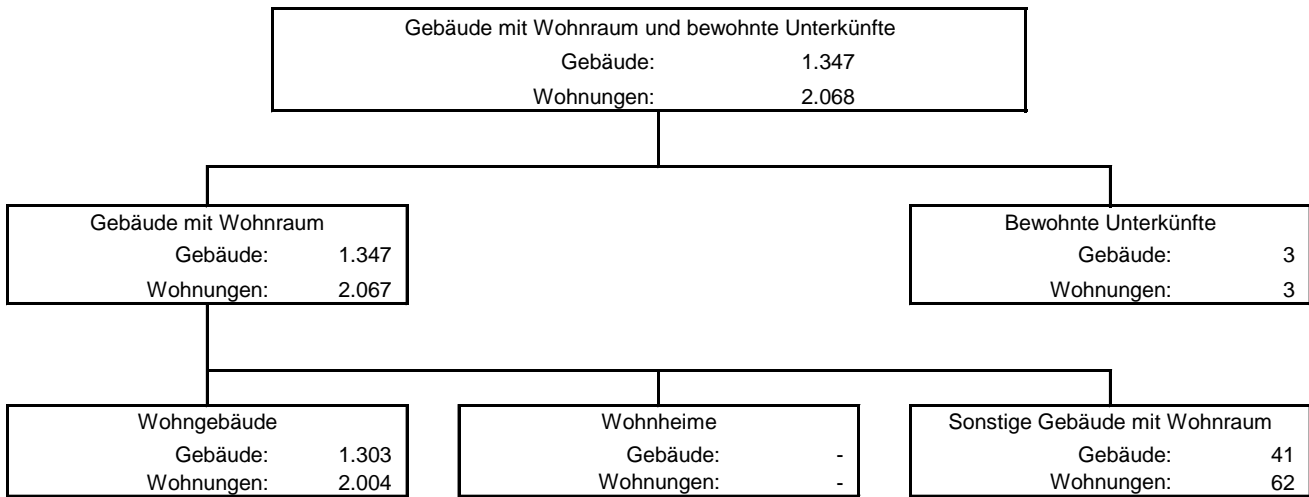 Gebäude mit Wohnraum und bewohnte Unterkünfte
Gebäude: 1.347
Wohnungen: 2.068
Gebäude mit Wohnraum
Gebäude: 1.347
Wohnungen: 2.067
Bewohnte Unterkünfte
Gebäude: 3
Wohnungen: 3
Wohngebäude
Gebäude: 1.303
Wohnungen: 2.004
Wohnheime
Gebäude: -
Wohnungen: -
Sonstige Gebäude mit Wohnraum
Gebäude: 41
Wohnungen: 62